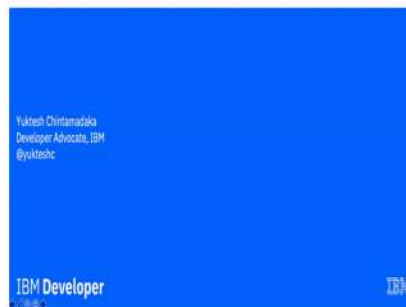 Yuktesh Chintamadaka
Developer Advocate, IBM
@yukteshc
IBM Developer
IBM